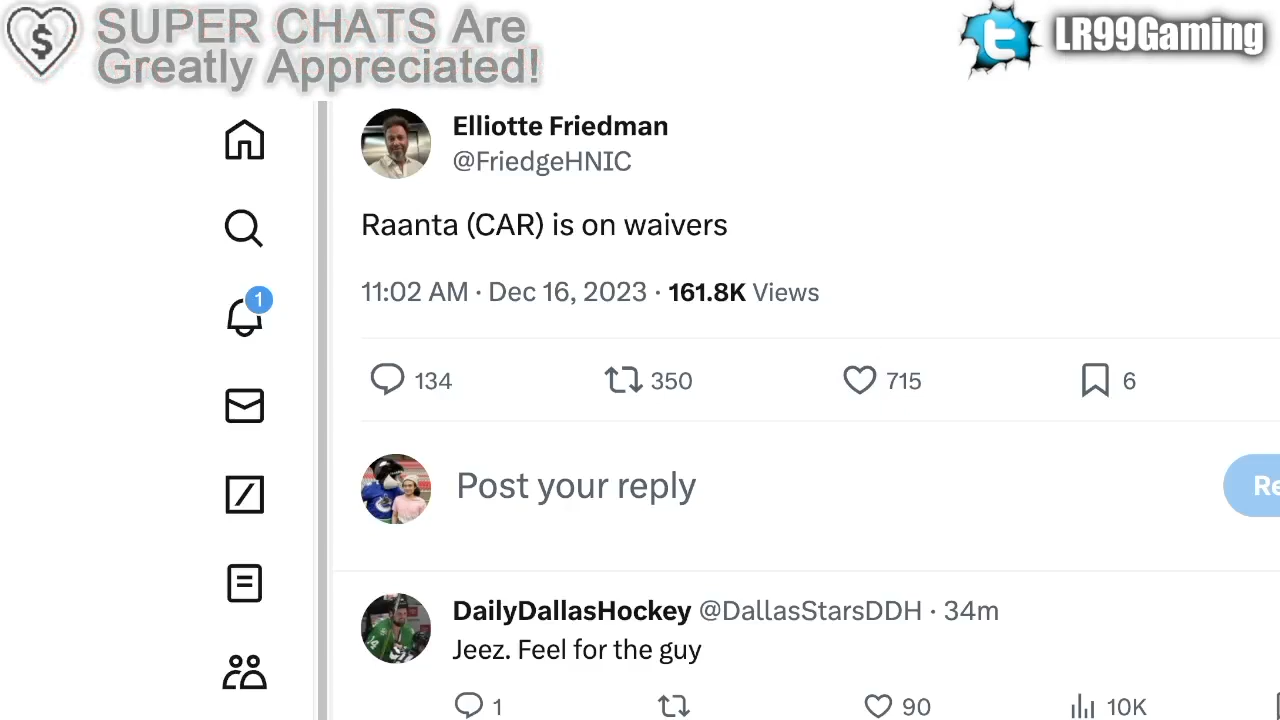 SUPER CHATS Are
Greatly Appreciated!
$
t
LR99Gaming
Elliotte Friedman
@FriedgeHNIC
Raanta (CAR) is on waivers
11:02 AM · Dec 16, 2023 · 161.8K Views
1
134 350 715 6
Post your reply
Re
DailyDallasHockey @DallasStarsDDH · 34m
Jeez. Feel for the guy
1 90 10K